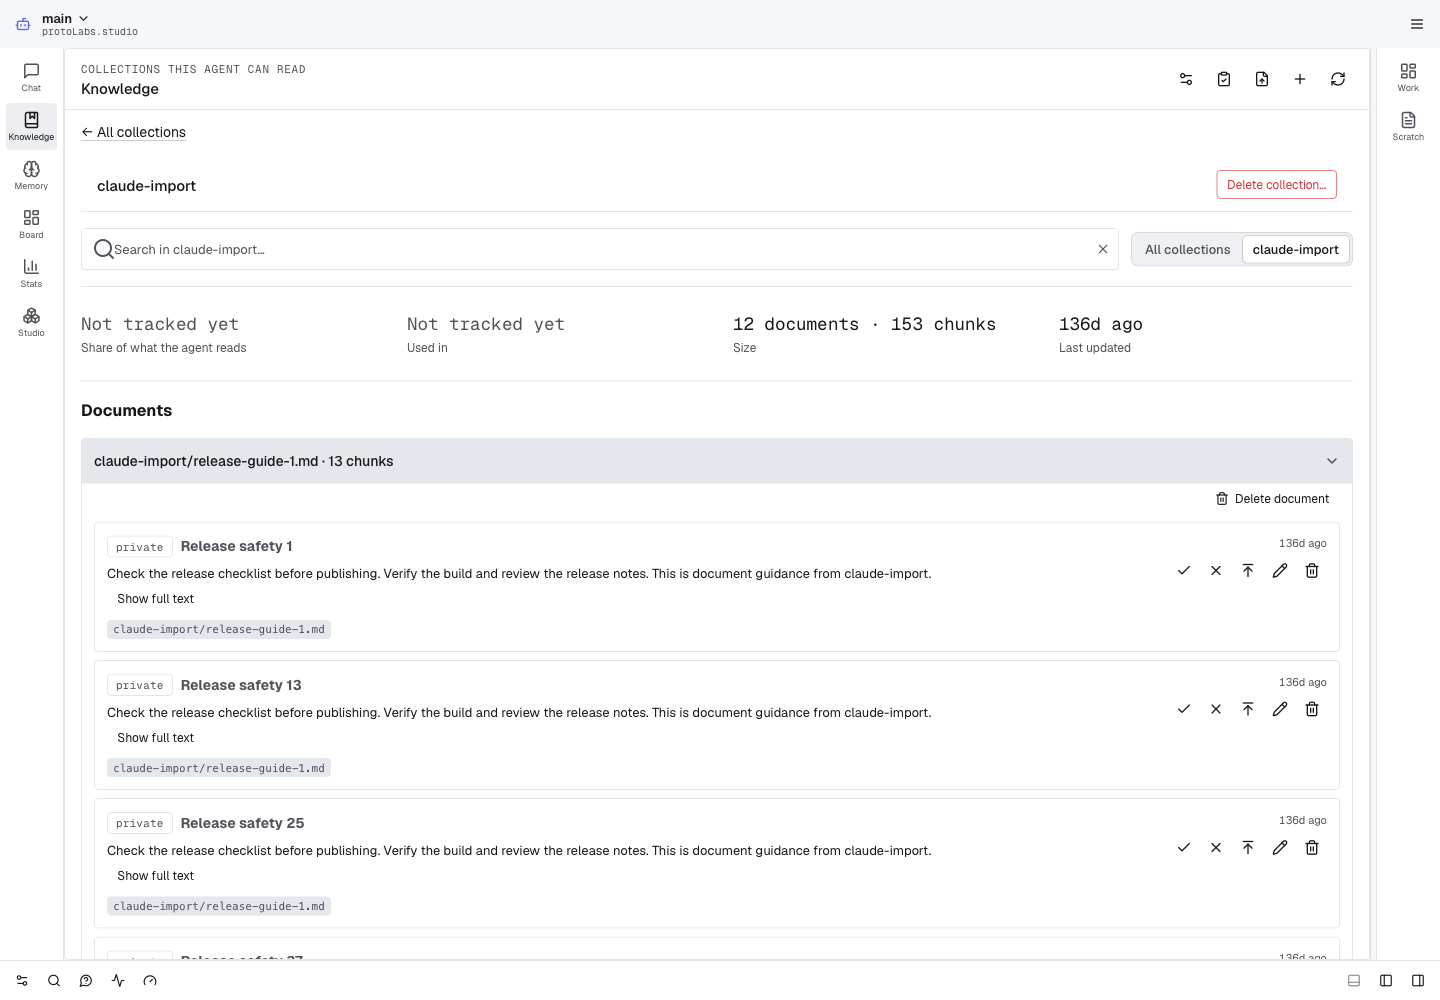 main
protoLabs.studio
Chat
Knowledge
Memory
Board
Stats
Studio
COLLECTIONS THIS AGENT CAN READ
Knowledge
← All collections
claude-import
Delete collection…
Search in claude-import…
All collections
claude-import
Not tracked yet
Share of what the agent reads
Not tracked yet
Used in
12 documents · 153 chunks
Size
136d ago
Last updated
Documents
claude-import/release-guide-1.md · 13 chunks
Delete document
private
Release safety 1
136d ago
Check the release checklist before publishing. Verify the build and review the release notes. This is document guidance from claude-import.
Show full text
claude-import/release-guide-1.md
private
Release safety 13
136d ago
Check the release checklist before publishing. Verify the build and review the release notes. This is document guidance from claude-import.
Show full text
claude-import/release-guide-1.md
private
Release safety 25
136d ago
Check the release checklist before publishing. Verify the build and review the release notes. This is document guidance from claude-import.
Show full text
claude-import/release-guide-1.md
Release safety 37
136d ago
Work
Scratch